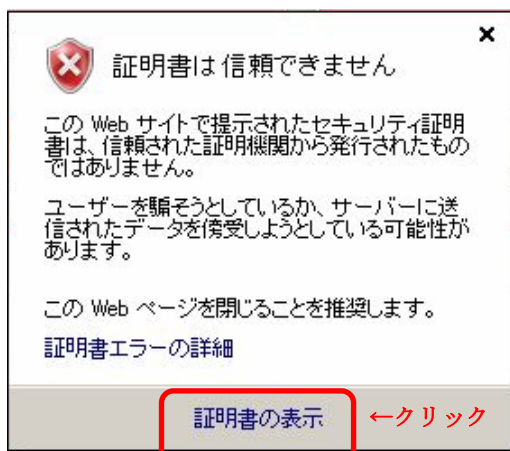 証明書は信頼できません
この Web サイトで提示されたセキュリティ証明
書は、信頼された証明機関から発行されたもの
ではありません。
ユーザーを騙そうとしているか、サーバーに送
信されたデータを傍受しようとしている可能性が
あります。
この Web ページを閉じることを推奨します。
証明書エラーの詳細
証明書の表示 ←クリック